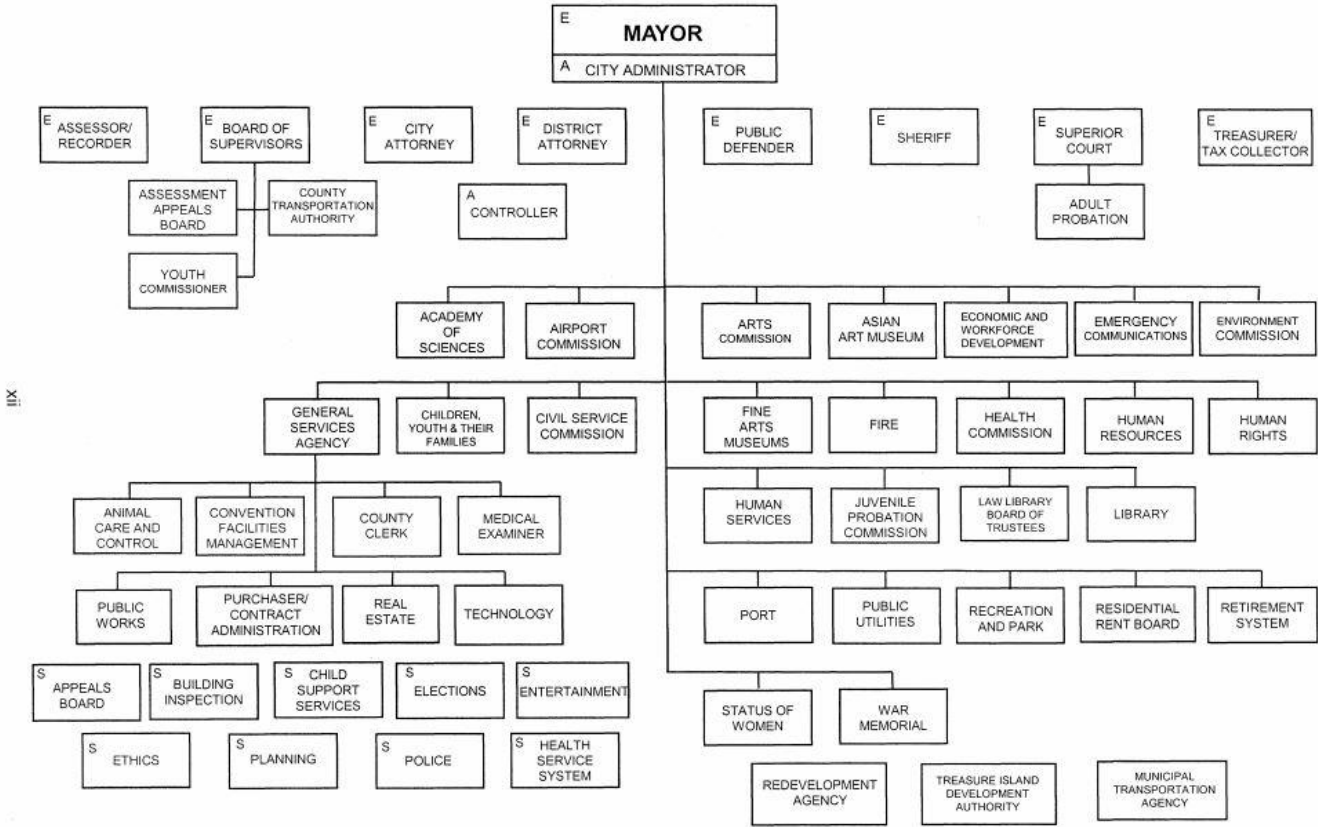 E
MAYOR
A CITY ADMINISTRATOR
E ASSESSOR/
RECORDER
E BOARD OF
SUPERVISORS
E CITY
ATTORNEY
E DISTRICT
ATTORNEY
E PUBLIC
DEFENDER
E SHERIFF
E SUPERIOR
COURT
E TREASURER/
TAX COLLECTOR
ASSESSMENT
APPEALS
BOARD
COUNTY
TRANSPORTATION
AUTHORITY
A
CONTROLLER
ADULT
PROBATION
YOUTH
COMMISSIONER
ACADEMY
OF
SCIENCES
AIRPORT
COMMISSION
ARTS
COMMISSION
ASIAN
ART MUSEUM
ECONOMIC AND
WORKFORCE
DEVELOPMENT
EMERGENCY
COMMUNICATIONS
ENVIRONMENT
COMMISSION
xii
GENERAL
SERVICES
AGENCY
CHILDREN,
YOUTH & THEIR
FAMILIES
CIVIL SERVICE
COMMISSION
FINE
ARTS
MUSEUMS
FIRE
HEALTH
COMMISSION
HUMAN
RESOURCES
HUMAN
RIGHTS
ANIMAL
CARE AND
CONTROL
CONVENTION
FACILITIES
MANAGEMENT
COUNTY
CLERK
MEDICAL
EXAMINER
HUMAN
SERVICES
JUVENILE
PROBATION
COMMISSION
LAW LIBRARY
BOARD OF
TRUSTEES
LIBRARY
PUBLIC
WORKS
PURCHASER/
CONTRACT
ADMINISTRATION
REAL
ESTATE
TECHNOLOGY
PORT
PUBLIC
UTILITIES
RECREATION
AND PARK
RESIDENTIAL
RENT BOARD
RETIREMENT
SYSTEM
S
APPEALS
BOARD
S
BUILDING
INSPECTION
S CHILD
SUPPORT
SERVICES
S
ELECTIONS
S
ENTERTAINMENT
STATUS OF
WOMEN
WAR
MEMORIAL
S
ETHICS
S
PLANNING
S
POLICE
S HEALTH
SERVICE
SYSTEM
REDEVELOPMENT
AGENCY
TREASURE ISLAND
DEVELOPMENT
AUTHORITY
MUNICIPAL
TRANSPORTATION
AGENCY